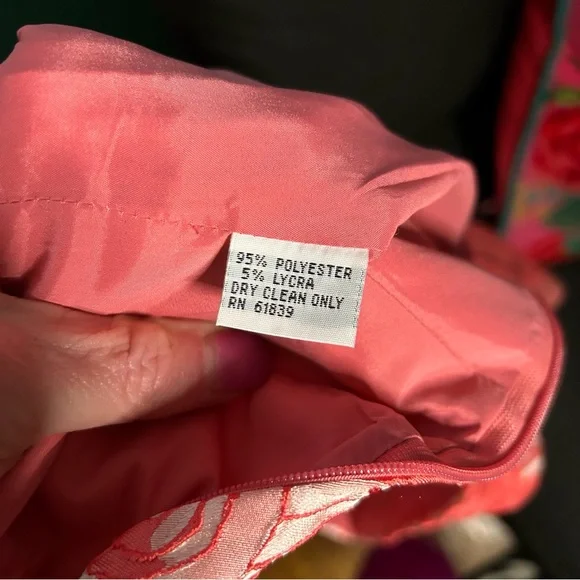 95% POLYESTER
5% LYCRA
DRY CLEAN ONLY
RN 61839